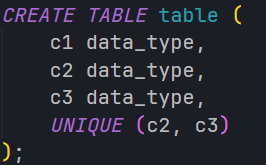 CREATE TABLE table (
    c1 data_type,
    c2 data_type,
    c3 data_type,
    UNIQUE (c2, c3)
);